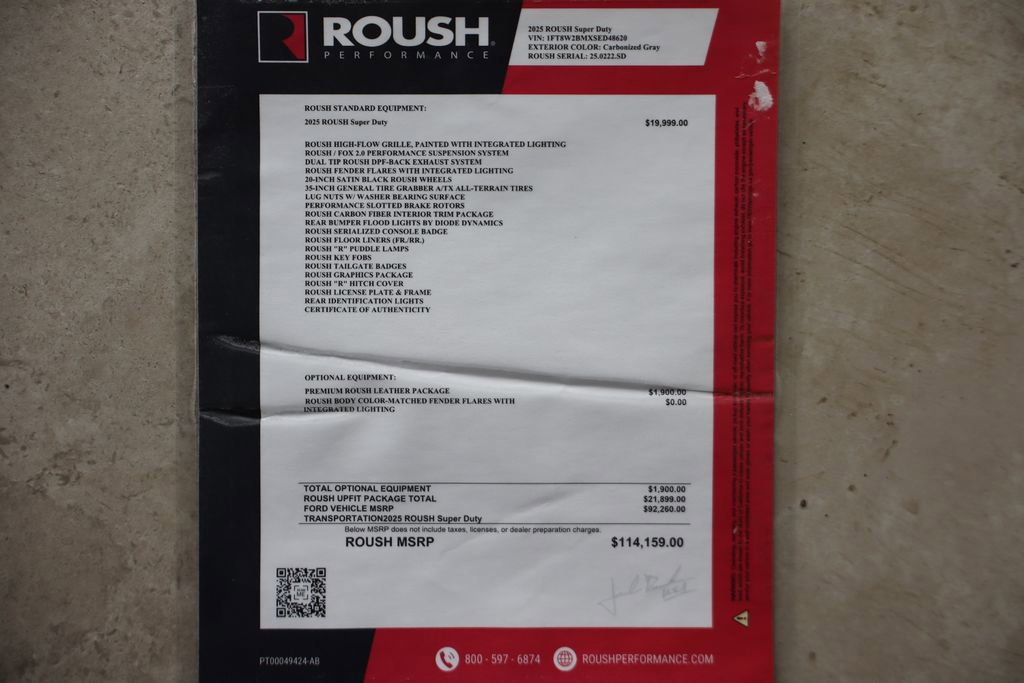 ROUSH
PERFORMANCE
2025 ROUSH Super Duty
VIN: 1FT8W2BMXSED48620
EXTERIOR COLOR: Carbonized Gray
ROUSH SERIAL: 25.0222.SD
ROUSH STANDARD EQUIPMENT:
2025 ROUSH Super Duty $19,999.00
ROUSH HIGH-FLOW GRILLE, PAINTED WITH INTEGRATED LIGHTING
ROUSH / FOX 2.0 PERFORMANCE SUSPENSION SYSTEM
DUAL TIP ROUSH DPF-BACK EXHAUST SYSTEM
ROUSH FENDER FLARES WITH INTEGRATED LIGHTING
20-INCH SATIN BLACK ROUSH WHEELS
35-INCH GENERAL TIRE GRABBER A/TX ALL-TERRAIN TIRES
LUG NUTS W/ WASHER BEARING SURFACE
PERFORMANCE SLOTTED BRAKE ROTORS
ROUSH CARBON FIBER INTERIOR TRIM PACKAGE
REAR BUMPER FLOOD LIGHTS BY DIODE DYNAMICS
ROUSH SERIALIZED CONSOLE BADGE
ROUSH FLOOR LINERS (FR./RR.)
ROUSH "R" PUDDLE LAMPS
ROUSH KEY FOBS
ROUSH TAILGATE BADGES
ROUSH GRAPHICS PACKAGE
ROUSH "R" HITCH COVER
ROUSH LICENSE PLATE & FRAME
REAR IDENTIFICATION LIGHTS
CERTIFICATE OF AUTHENTICITY
OPTIONAL EQUIPMENT:
PREMIUM ROUSH LEATHER PACKAGE $1,900.00
ROUSH BODY COLOR-MATCHED FENDER FLARES WITH $0.00
INTEGRATED LIGHTING
TOTAL OPTIONAL EQUIPMENT $1,900.00
ROUSH UPFIT PACKAGE TOTAL $21,899.00
FORD VEHICLE MSRP $92,260.00
TRANSPORTATION2025 ROUSH Super Duty
Below MSRP does not include taxes, licenses, or dealer preparation charges.
ROUSH MSRP $114,159.00
PT00049424-AB
800 - 597 - 6874
ROUSHPERFORMANCE.COM